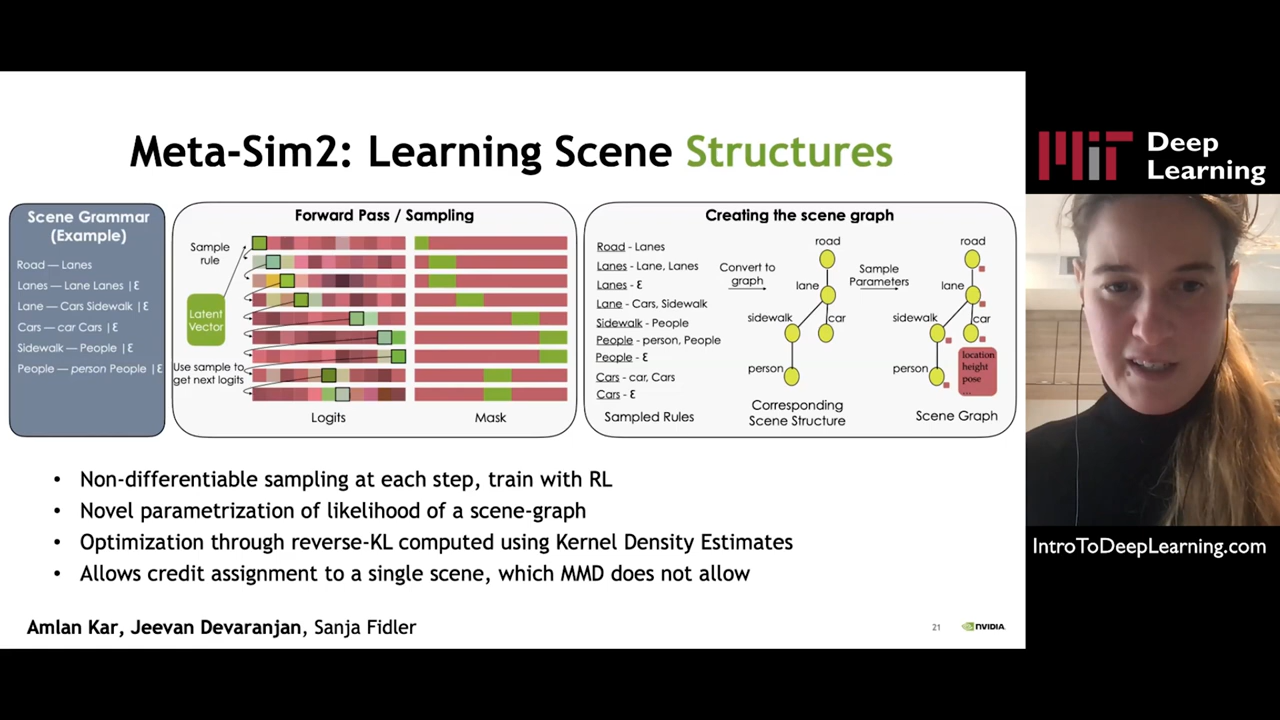 Meta-Sim2: Learning Scene Structures
Scene Grammar
(Example)
Road — Lanes
Lanes — Lane Lanes |Ɛ
Lane — Cars Sidewalk |Ɛ
Cars — car Cars |Ɛ
Sidewalk — People |Ɛ
People — person People |Ɛ
Forward Pass / Sampling
Sample
rule
Latent
Vector
Use sample to
get next logits
Logits
Mask
Creating the scene graph
Road - Lanes
Lanes - Lane, Lanes
Lanes - Ɛ
Lane - Cars, Sidewalk
Sidewalk - People
People - person, People
People - Ɛ
Cars - car, Cars
Cars - Ɛ
Sampled Rules
Convert to
graph
road
lane
sidewalk
car
person
Corresponding
Scene Structure
Sample
Parameters
road
lane
sidewalk
car
person
location
height
pose
...
Scene Graph
• Non-differentiable sampling at each step, train with RL
• Novel parametrization of likelihood of a scene-graph
• Optimization through reverse-KL computed using Kernel Density Estimates
• Allows credit assignment to a single scene, which MMD does not allow
Amlan Kar, Jeevan Devaranjan, Sanja Fidler
21
NVIDIA
MIT Deep
Learning
IntroToDeepLearning.com